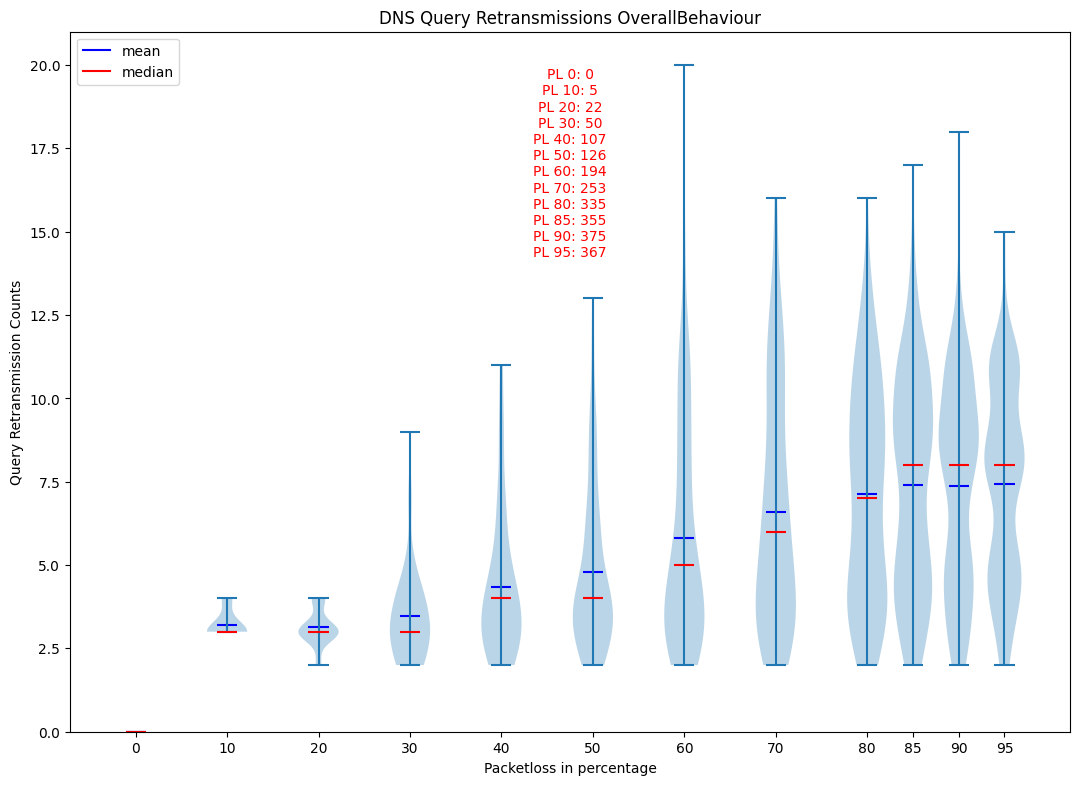 DNS Query Retransmissions OverallBehaviour
mean
median
PL 0: 0
PL 10: 5
PL 20: 22
PL 30: 50
PL 40: 107
PL 50: 126
PL 60: 194
PL 70: 253
PL 80: 335
PL 85: 355
PL 90: 375
PL 95: 367
Query Retransmission Counts
20.0
17.5
15.0
12.5
10.0
7.5
5.0
2.5
0.0
0 10 20 30 40 50 60 70 80 85 90 95
Packetloss in percentage